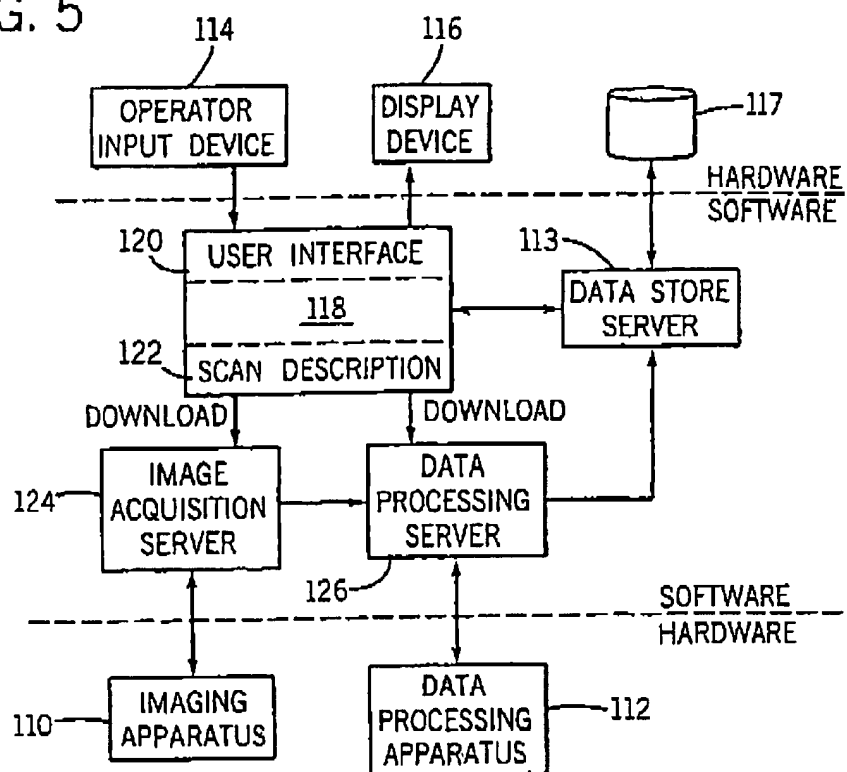 G. 5
114
116
OPERATOR
INPUT DEVICE
DISPLAY
DEVICE
117
HARDWARE
SOFTWARE
120
USER INTERFACE
113
118
DATA STORE
SERVER
122
SCAN DESCRIPTION
DOWNLOAD
DOWNLOAD
124
IMAGE
ACQUISITION
SERVER
DATA
PROCESSING
SERVER
126
SOFTWARE
HARDWARE
110
IMAGING
APPARATUS
DATA
PROCESSING
APPARATUS
112